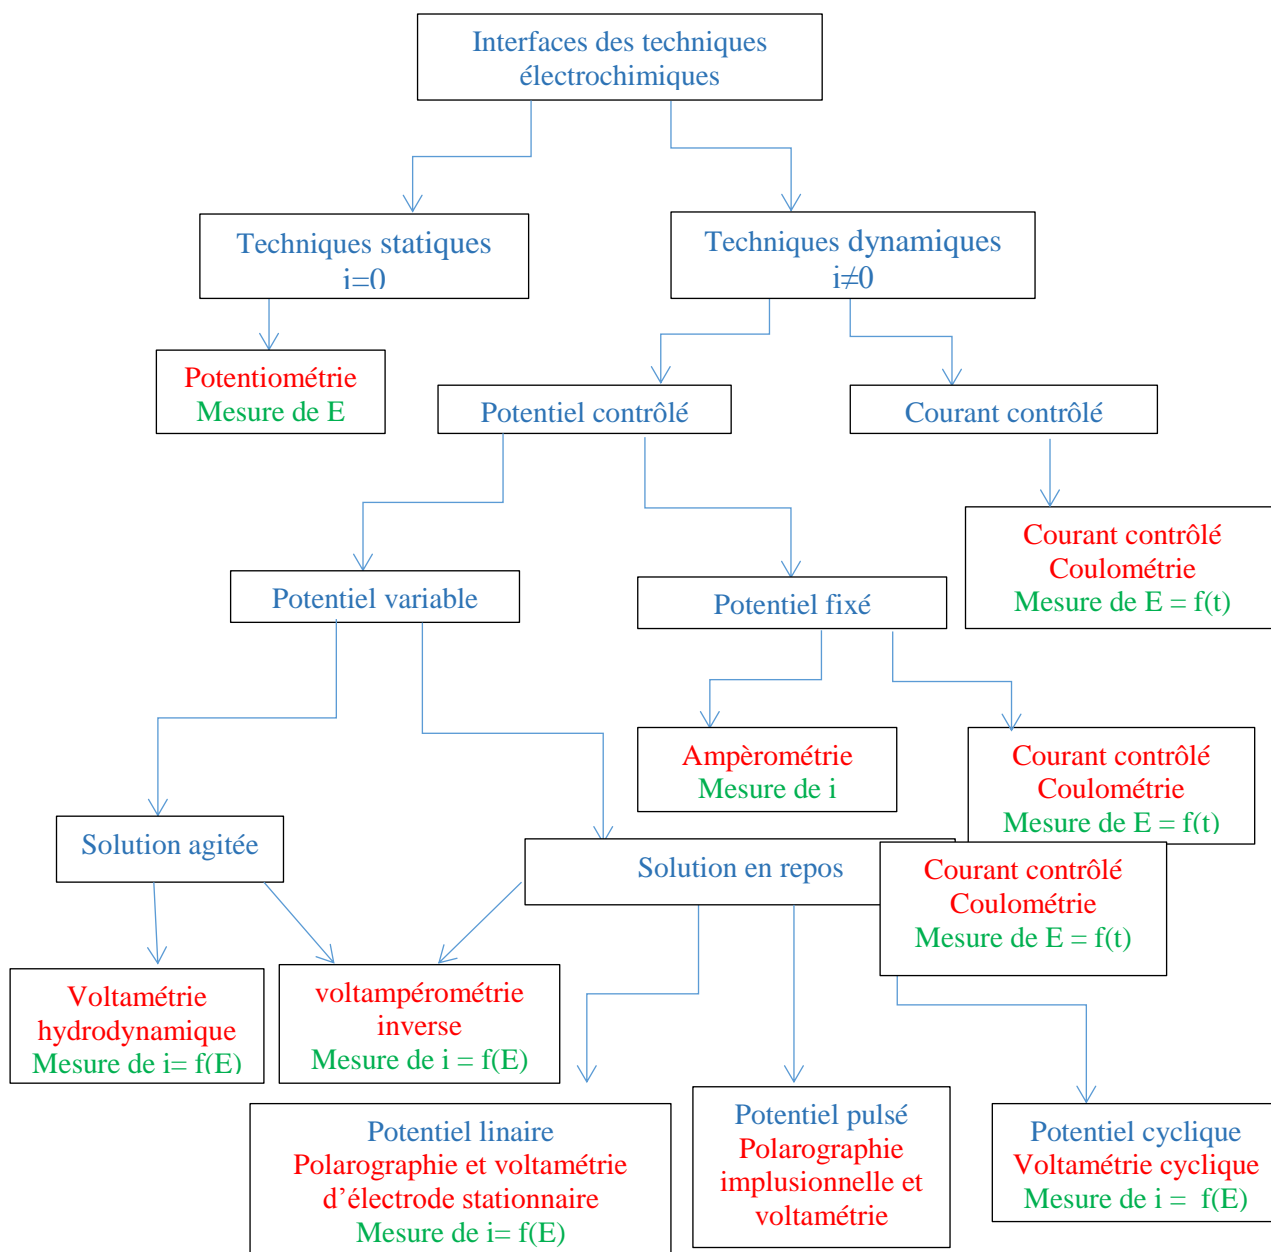 Interfaces des techniques
électrochimiques
Techniques statiques
i=0
Techniques dynamiques
i≠0
Potentiométrie
Mesure de E
Potentiel contrôlé
Courant contrôlé
Courant contrôlé
Coulométrie
Mesure de E = f(t)
Potentiel variable
Potentiel fixé
Ampèrométrie
Mesure de i
Courant contrôlé
Coulométrie
Mesure de E = f(t)
Solution agitée
Solution en repos
Courant contrôlé
Coulométrie
Mesure de E = f(t)
Voltamétrie
hydrodynamique
Mesure de i= f(E)
voltampérométrie
inverse
Mesure de i = f(E)
Potentiel linaire
Polarographie et voltamétrie
d’électrode stationnaire
Mesure de i= f(E)
Potentiel pulsé
Polarographie
implusionnelle et
voltamétrie
Potentiel cyclique
Voltamétrie cyclique
Mesure de i = f(E)